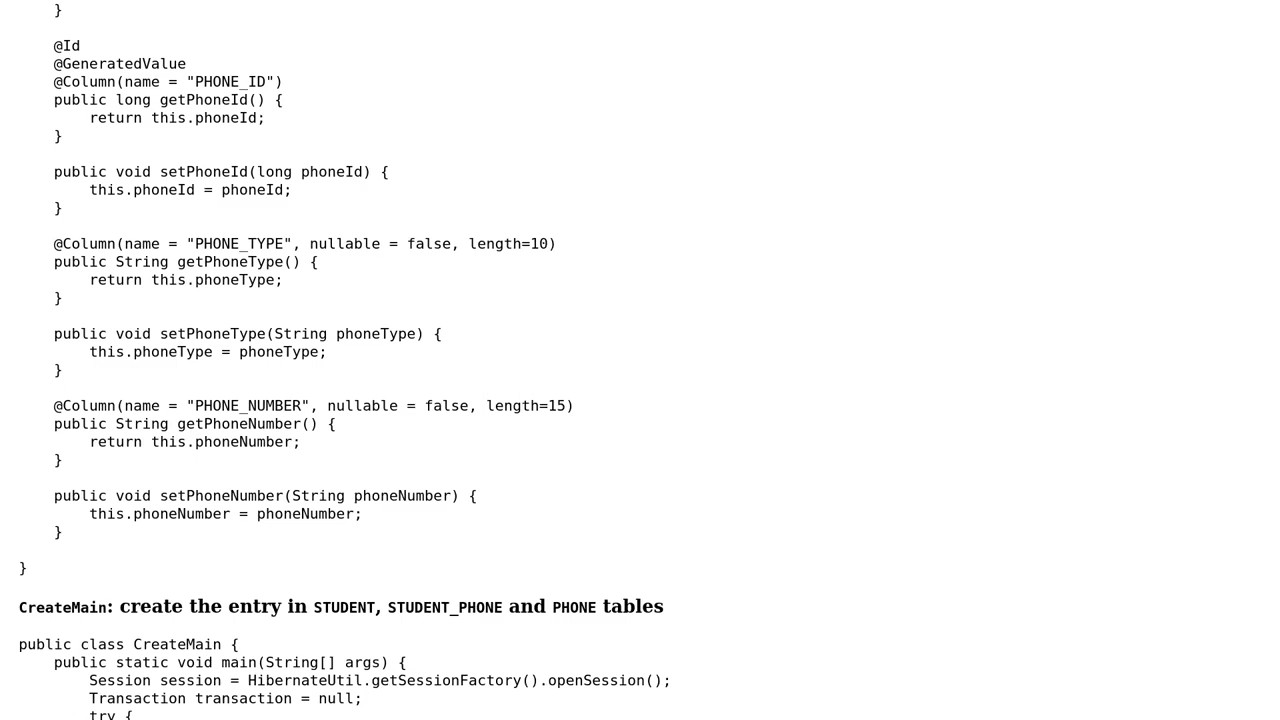 }

    @Id
    @GeneratedValue
    @Column(name = "PHONE_ID")
    public long getPhoneId() {
        return this.phoneId;
    }

    public void setPhoneId(long phoneId) {
        this.phoneId = phoneId;
    }

    @Column(name = "PHONE_TYPE", nullable = false, length=10)
    public String getPhoneType() {
        return this.phoneType;
    }

    public void setPhoneType(String phoneType) {
        this.phoneType = phoneType;
    }

    @Column(name = "PHONE_NUMBER", nullable = false, length=15)
    public String getPhoneNumber() {
        return this.phoneNumber;
    }

    public void setPhoneNumber(String phoneNumber) {
        this.phoneNumber = phoneNumber;
    }

}
CreateMain: create the entry in STUDENT, STUDENT_PHONE and PHONE tables
public class CreateMain {
    public static void main(String[] args) {
        Session session = HibernateUtil.getSessionFactory().openSession();
        Transaction transaction = null;
        try {